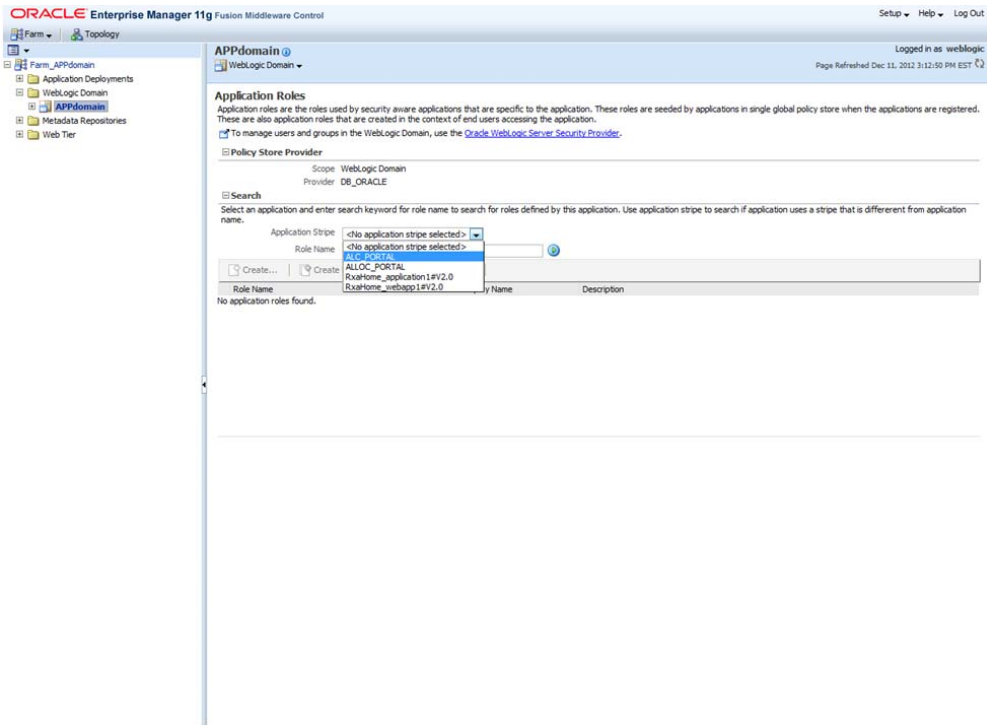 ORACLE Enterprise Manager 11g Fusion Middleware Control
Setup Help Log Out
Farm Topology
Farm_APPdomain
Application Deployments
WebLogic Domain
APPdomain
Metadata Repositories
Web Tier
APPdomain
Logged in as weblogic
WebLogic Domain
Page Refreshed Dec 11, 2012 3:12:50 PM EST
Application Roles
Application roles are the roles used by security aware applications that are specific to the application. These roles are seeded by applications in single global policy store when the applications are registered.
These are also application roles that are created in the context of end users accessing the application.
To manage users and groups in the WebLogic Domain, use the Oracle WebLogic Server Security Provider.
Policy Store Provider
Scope WebLogic Domain
Provider DB_ORACLE
Search
Select an application and enter search keyword for role name to search for roles defined by this application. Use application stripe to search if application uses a stripe that is differerent from application
name.
Application Stripe <No application stripe selected>
Role Name
<No application stripe selected>
ALC_PORTAL
ALLOC_PORTAL
RxaHome_application1#V2.0
RxaHome_webapp1#V2.0
Create... Create
Role Name Name Description
No application roles found.